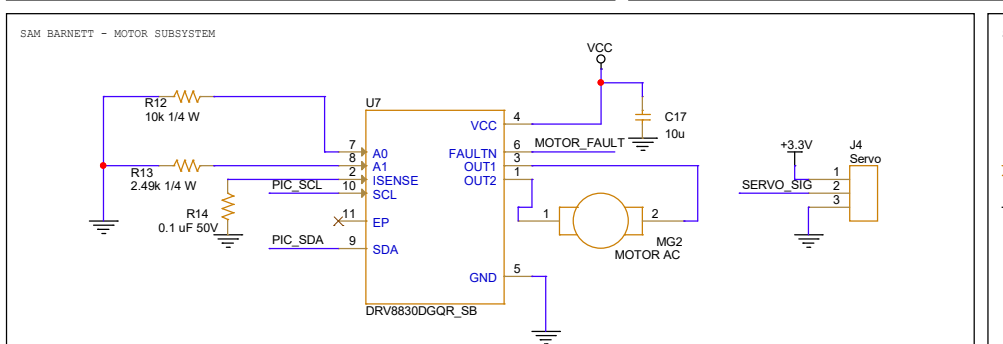 SAM BARNETT - MOTOR SUBSYSTEM
VCC
R12
10k 1/4 W
U7
C17
10u
VCC
4
MOTOR_FAULT
7
A0
FAULTN
6
8
A1
OUT1
3
R13
2.49k 1/4 W
2
ISENSE
OUT2
1
PIC_SCL
10
SCL
R14
0.1 uF 50V
11
EP
1
2
MG2
MOTOR AC
PIC_SDA
9
SDA
GND
5
DRV8830DGQR_SB
+3.3V
J4
Servo
1
SERVO_SIG
2
3